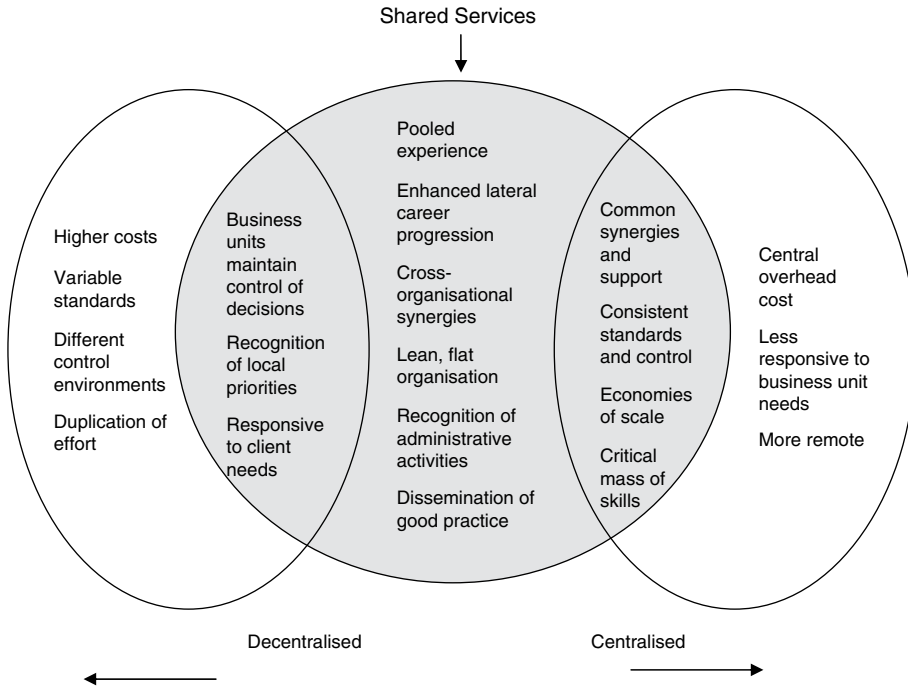 Shared Services
Higher costs
Variable
standards
Different
control
environments
Duplication of
effort
Business
units
maintain
control of
decisions
Recognition
of local
priorities
Responsive
to client
needs
Pooled
experience
Enhanced lateral
career
progression
Cross-
organisational
synergies
Lean, flat
organisation
Recognition of
administrative
activities
Dissemination of
good practice
Common
synergies
and
support
Consistent
standards
and control
Economies
of scale
Critical
mass of
skills
Central
overhead
cost
Less
responsive to
business unit
needs
More remote
Decentralised
Centralised